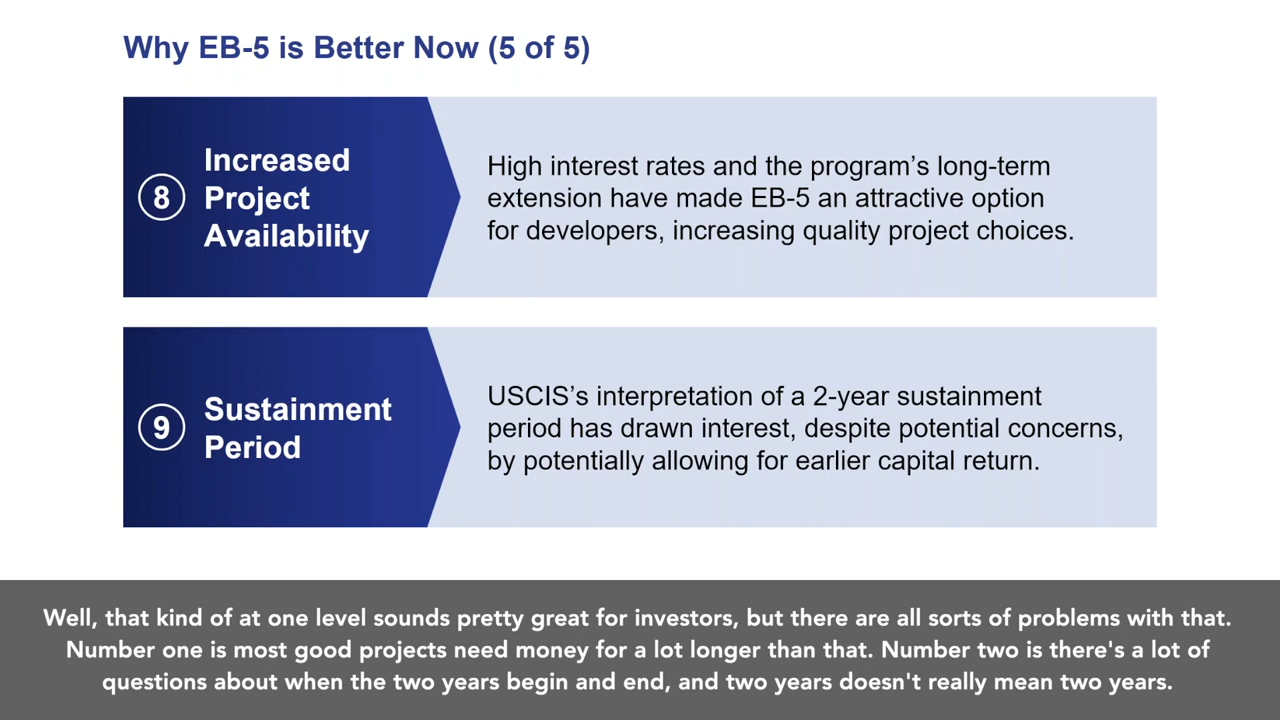 Why EB-5 is Better Now (5 of 5)
8
Increased
Project
Availability
High interest rates and the program’s long-term
extension have made EB-5 an attractive option
for developers, increasing quality project choices.
9
Sustainment
Period
USCIS’s interpretation of a 2-year sustainment
period has drawn interest, despite potential concerns,
by potentially allowing for earlier capital return.
Well, that kind of at one level sounds pretty great for investors, but there are all sorts of problems with that.
Number one is most good projects need money for a lot longer than that. Number two is there's a lot of
questions about when the two years begin and end, and two years doesn't really mean two years.